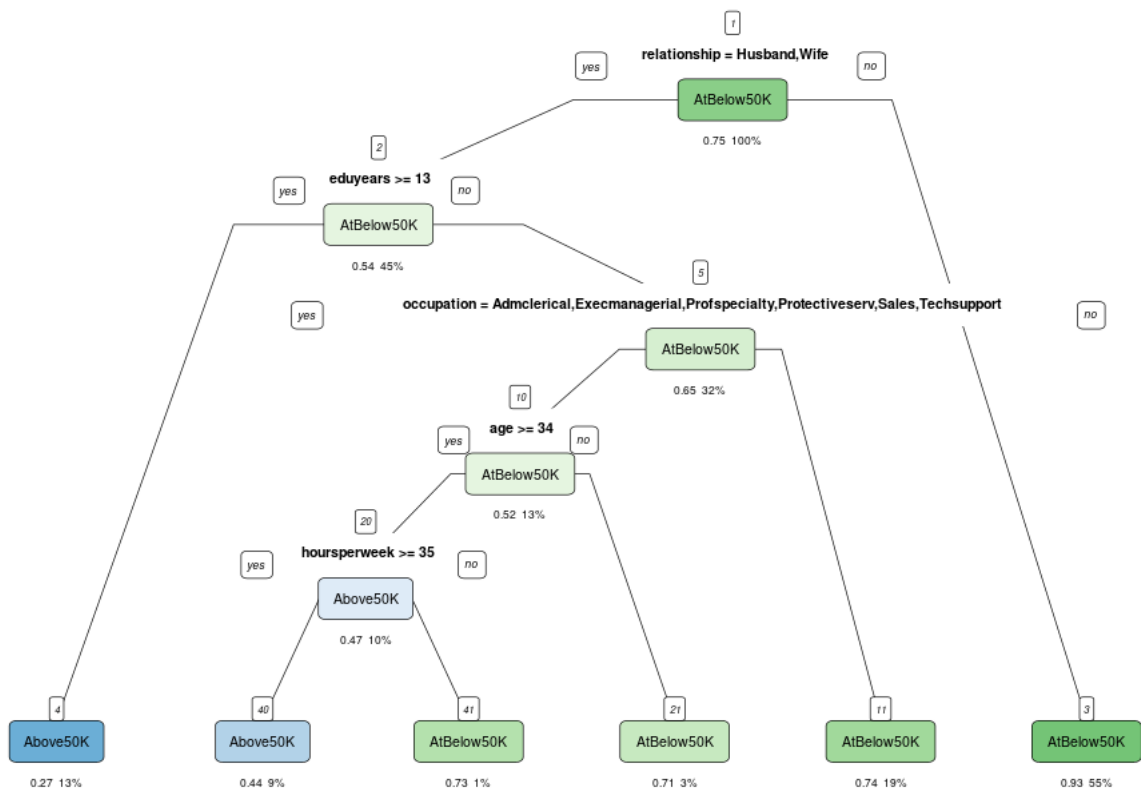 1
relationship = Husband,Wife
yes
no
AtBelow50K
0.75 100%
2
eduyears >= 13
yes
no
AtBelow50K
0.54 45%
5
occupation = Admclerical,Execmanagerial,Profspecialty,Protectiveserv,Sales,Techsupport
yes
no
AtBelow50K
0.65 32%
10
age >= 34
yes
no
AtBelow50K
0.52 13%
20
hoursperweek >= 35
yes
no
Above50K
0.47 10%
4
40
41
21
11
3
Above50K
Above50K
AtBelow50K
AtBelow50K
AtBelow50K
AtBelow50K
0.27 13%
0.44 9%
0.73 1%
0.71 3%
0.74 19%
0.93 55%